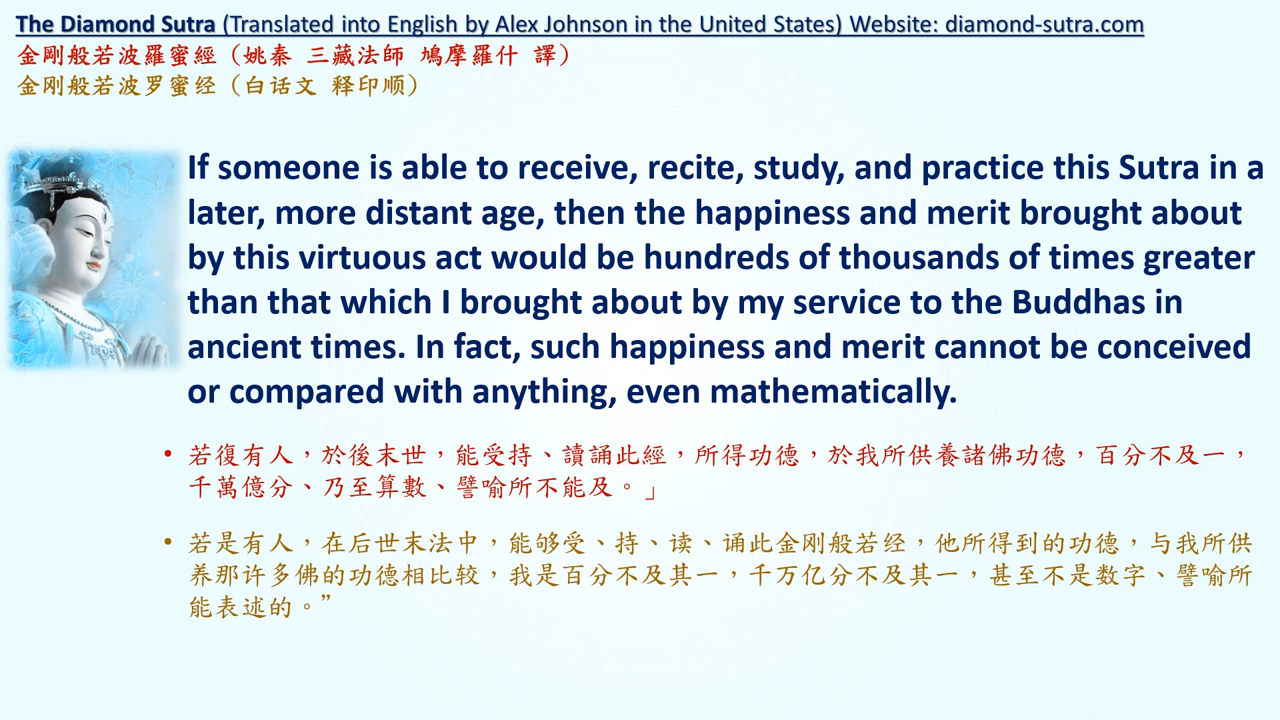 The Diamond Sutra (Translated into English by Alex Johnson in the United States) Website: diamond-sutra.com
金剛般若波羅蜜經（姚秦 三藏法師 鳩摩羅什 譯）
金刚般若波罗蜜经（白话文 释印顺）
If someone is able to receive, recite, study, and practice this Sutra in a
later, more distant age, then the happiness and merit brought about
by this virtuous act would be hundreds of thousands of times greater
than that which I brought about by my service to the Buddhas in
ancient times. In fact, such happiness and merit cannot be conceived
or compared with anything, even mathematically.
• 若復有人，於後末世，能受持、讀誦此經，所得功德，於我所供養諸佛功德，百分不及一，
千萬億分、乃至算數、譬喻所不能及。」
• 若是有人，在后世末法中，能够受、持、读、诵此金刚般若经，他所得到的功德，与我所供
养那许多佛的功德相比较，我是百分不及其一，千万亿分不及其一，甚至不是数字、譬喻所
能表述的。”